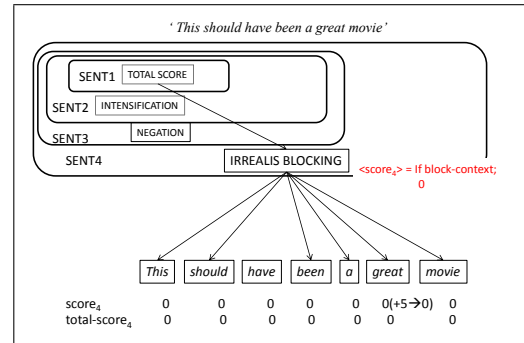 ‘ This should have been a great movie’
SENT1 TOTAL SCORE
SENT2 INTENSIFICATION
SENT3 NEGATION
SENT4 IRREALIS BLOCKING
<score₄> = If block-context;
0
This should have been a great movie
score₄ 0 0 0 0 0 0(+5→0) 0
total-score₄ 0 0 0 0 0 0 0